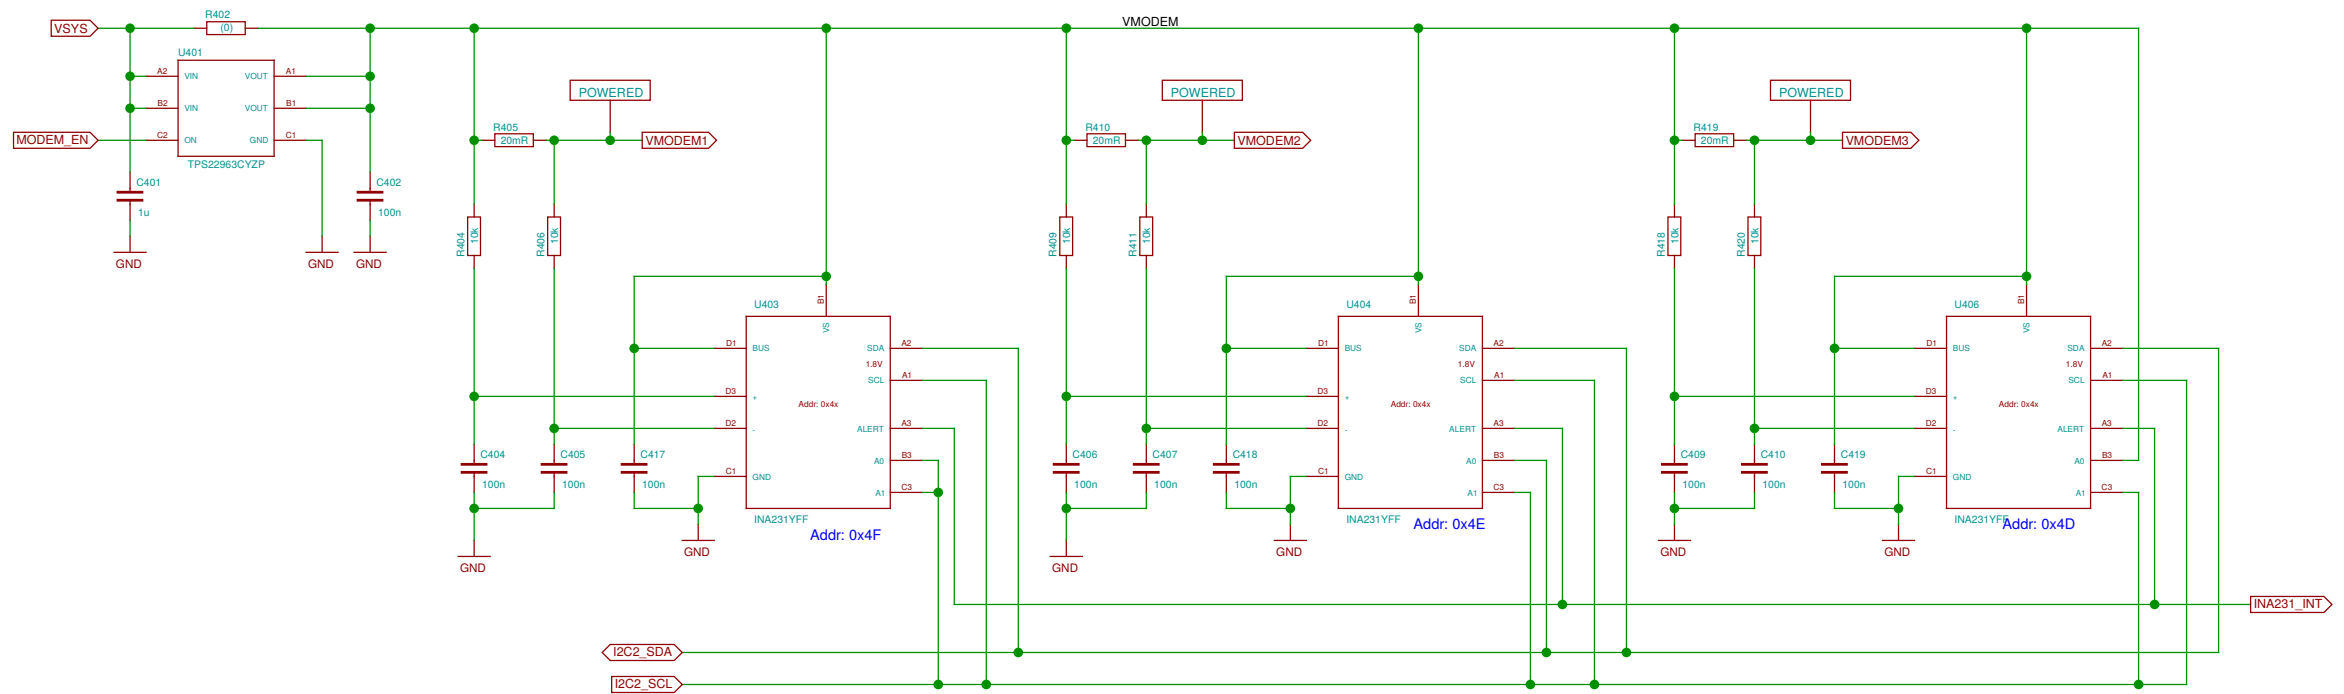 VSYS
R402
(0)
VMODEM
U401
A2 VIN VOUT A1
B2 VIN VOUT B1
MODEM_EN
C2 ON GND C1
TPS22963CYZP
C401
1u
C402
100n
GND
GND
GND
POWERED
R405
20mR
VMODEM1
R404
10k
R406
10k
U403
B1
VS
D1 BUS SDA A2
1.8V
SCL A1
D3 +
Addr: 0x4x
D2 - ALERT A3
A0 B3
C1 GND
A1 C3
INA231YFF
Addr: 0x4F
C404
100n
C405
100n
C417
100n
GND
GND
POWERED
R410
20mR
VMODEM2
R409
10k
R411
10k
U404
B1
VS
D1 BUS SDA A2
1.8V
SCL A1
D3 +
Addr: 0x4x
D2 - ALERT A3
A0 B3
C1 GND
A1 C3
INA231YFF
Addr: 0x4E
C406
100n
C407
100n
C418
100n
GND
GND
POWERED
R419
20mR
VMODEM3
R418
10k
R420
10k
U406
B1
VS
D1 BUS SDA A2
1.8V
SCL A1
D3 +
Addr: 0x4x
D2 - ALERT A3
A0 B3
C1 GND
A1 C3
INA231YFF
Addr: 0x4D
C409
100n
C410
100n
C419
100n
GND
GND
INA231_INT
I2C2_SDA
I2C2_SCL